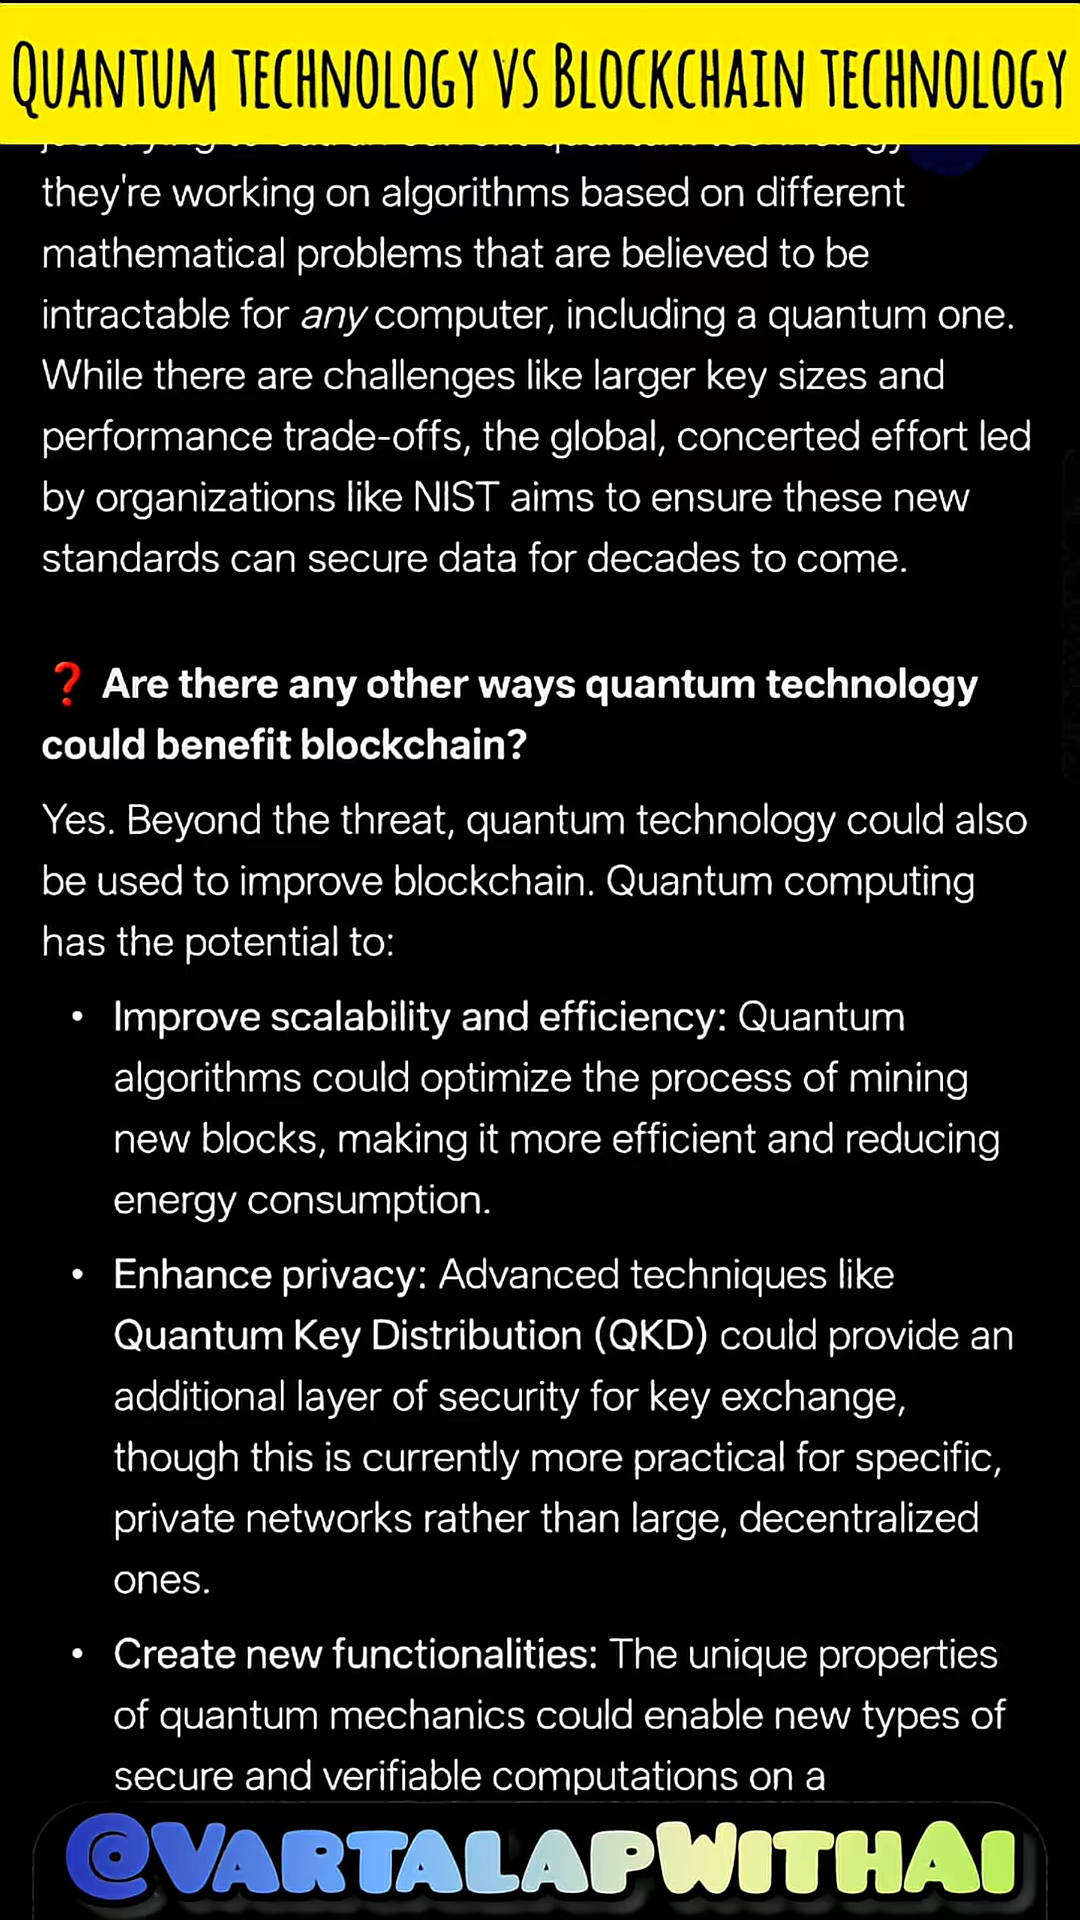 QUANTUM TECHNOLOGY VS BLOCKCHAIN TECHNOLOGY
they're working on algorithms based on different
mathematical problems that are believed to be
intractable for any computer, including a quantum one.
While there are challenges like larger key sizes and
performance trade-offs, the global, concerted effort led
by organizations like NIST aims to ensure these new
standards can secure data for decades to come.
❓ Are there any other ways quantum technology
could benefit blockchain?
Yes. Beyond the threat, quantum technology could also
be used to improve blockchain. Quantum computing
has the potential to:
• Improve scalability and efficiency: Quantum
algorithms could optimize the process of mining
new blocks, making it more efficient and reducing
energy consumption.
• Enhance privacy: Advanced techniques like
Quantum Key Distribution (QKD) could provide an
additional layer of security for key exchange,
though this is currently more practical for specific,
private networks rather than large, decentralized
ones.
• Create new functionalities: The unique properties
of quantum mechanics could enable new types of
secure and verifiable computations on a
@VARTALAPWITHAI